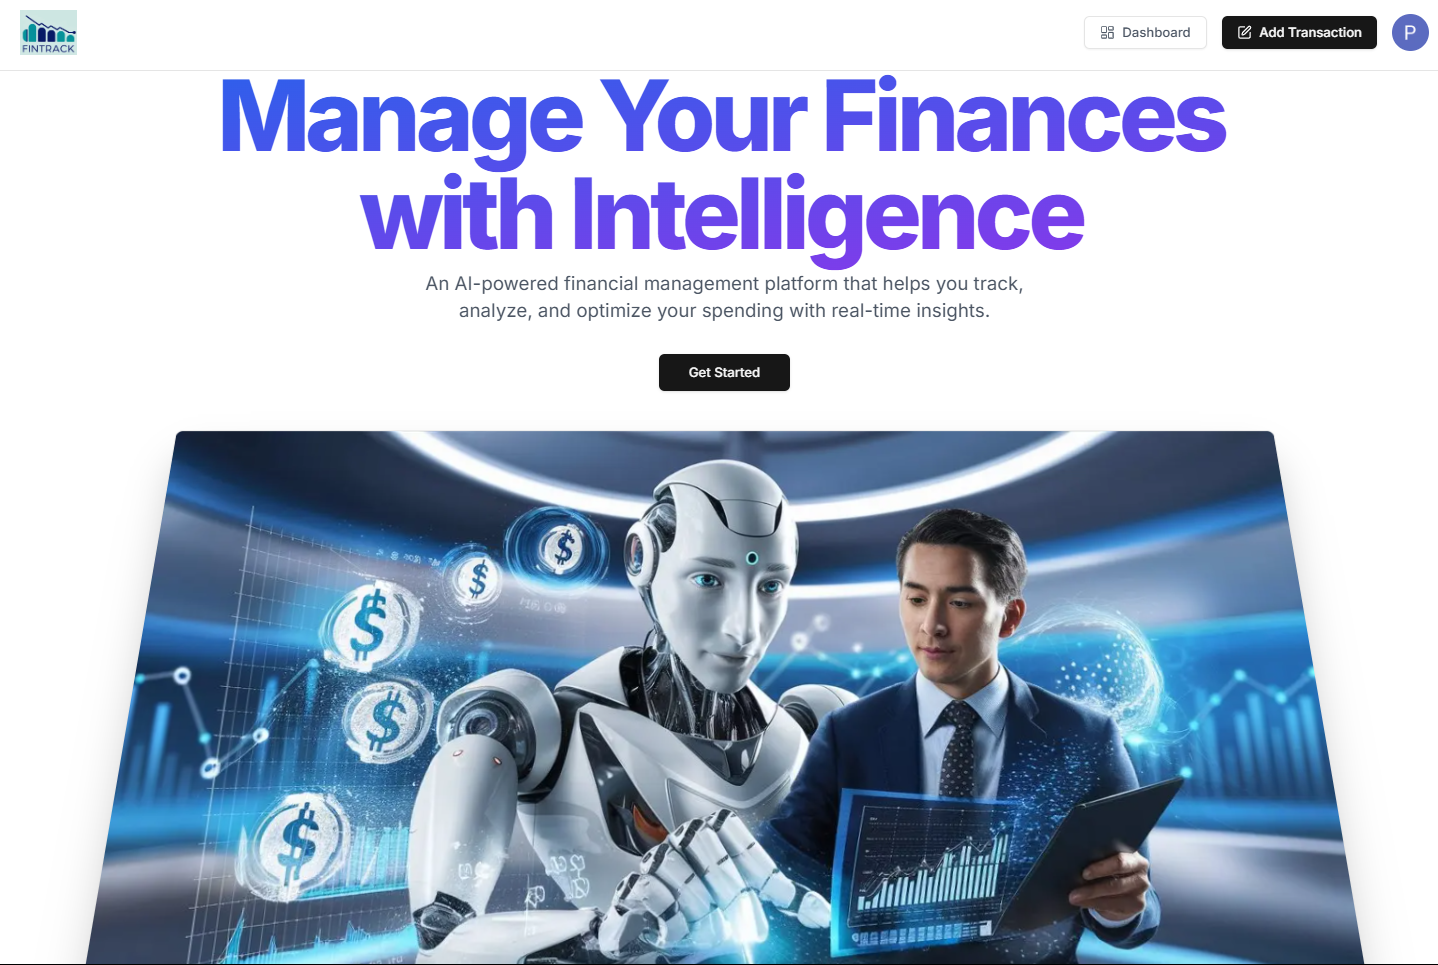 FINTRACK
Dashboard
Add Transaction
P
Manage Your Finances
with Intelligence
An AI-powered financial management platform that helps you track,
analyze, and optimize your spending with real-time insights.
Get Started
$
$
$
$
$